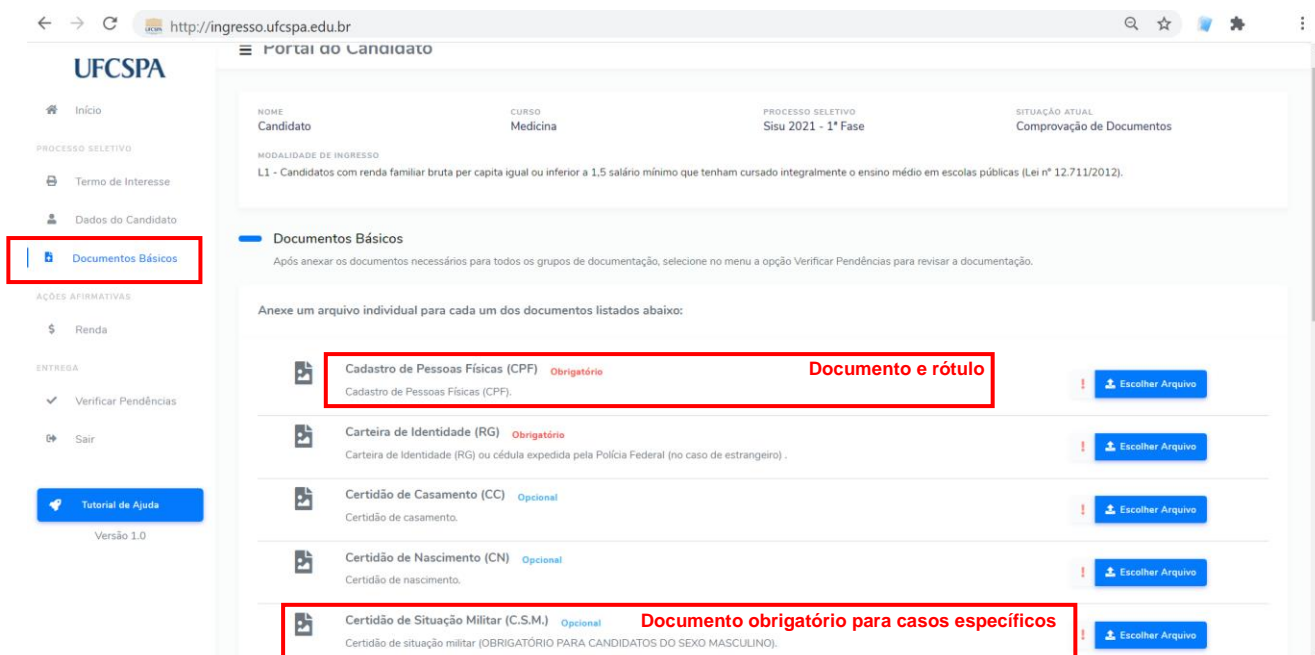 http://ingresso.ufcspa.edu.br
UFCSPA
Portal do Candidato
Início
PROCESSO SELETIVO
Termo de Interesse
Dados do Candidato
Documentos Básicos
AÇÕES AFIRMATIVAS
Renda
ENTREGA
Verificar Pendências
Sair
Tutorial de Ajuda
Versão 1.0
NOME
Candidato
CURSO
Medicina
PROCESSO SELETIVO
Sisu 2021 - 1ª Fase
SITUAÇÃO ATUAL
Comprovação de Documentos
MODALIDADE DE INGRESSO
L1 - Candidatos com renda familiar bruta per capita igual ou inferior a 1,5 salário mínimo que tenham cursado integralmente o ensino médio em escolas públicas (Lei nº 12.711/2012).
Documentos Básicos
Após anexar os documentos necessários para todos os grupos de documentação, selecione no menu a opção Verificar Pendências para revisar a documentação.
Anexe um arquivo individual para cada um dos documentos listados abaixo:
Cadastro de Pessoas Físicas (CPF) Obrigatório Documento e rótulo
Cadastro de Pessoas Físicas (CPF).
! Escolher Arquivo
Carteira de Identidade (RG) Obrigatório
Carteira de Identidade (RG) ou cédula expedida pela Polícia Federal (no caso de estrangeiro) .
! Escolher Arquivo
Certidão de Casamento (CC) Opcional
Certidão de casamento.
! Escolher Arquivo
Certidão de Nascimento (CN) Opcional
Certidão de nascimento.
! Escolher Arquivo
Certidão de Situação Militar (C.S.M.) Opcional Documento obrigatório para casos específicos
Certidão de situação militar (OBRIGATÓRIO PARA CANDIDATOS DO SEXO MASCULINO).
! Escolher Arquivo